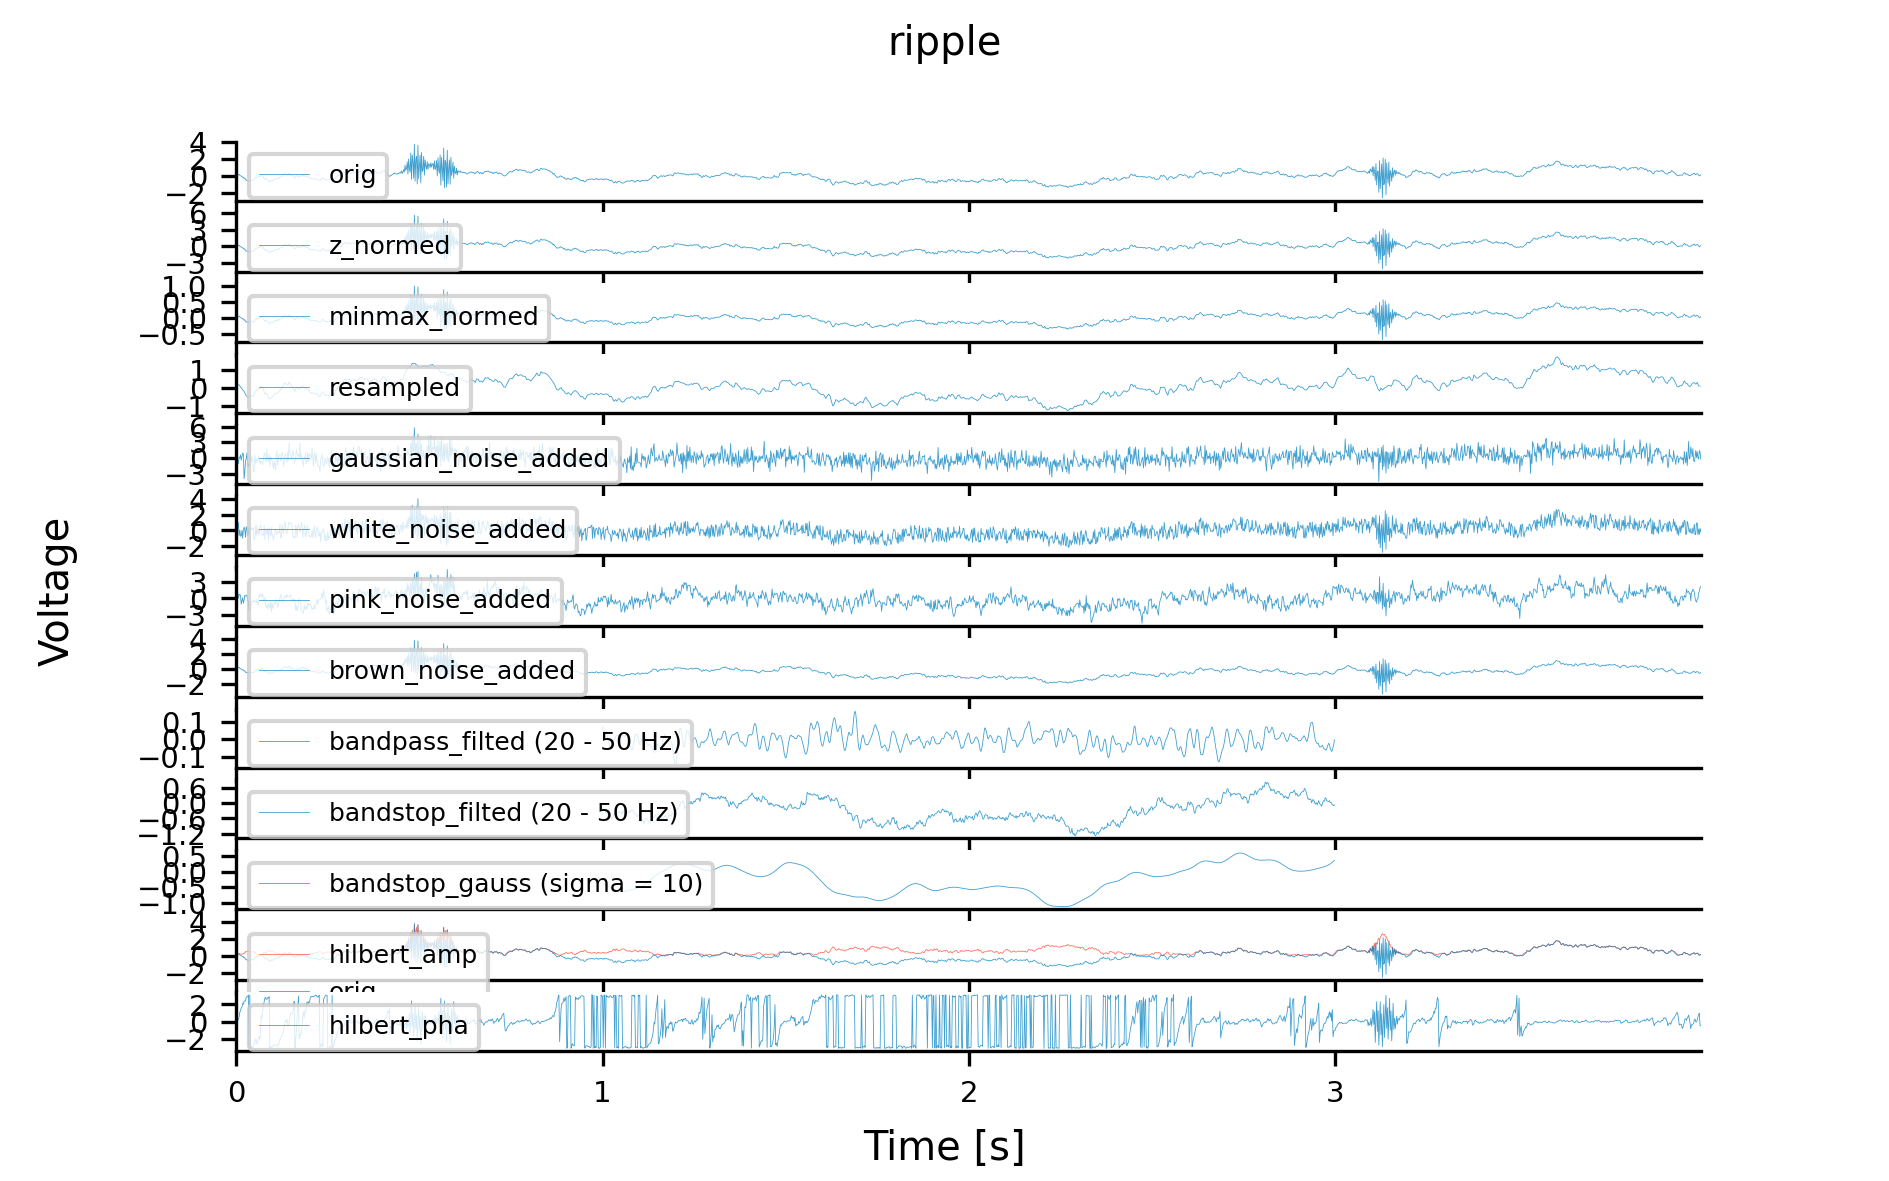 ripple
4
2
0
−2
orig
6
3
0
−3
z_normed
1.0
0.5
0.0
−0.5
minmax_normed
1
0
−1
resampled
6
3
0
−3
gaussian_noise_added
4
2
0
−2
white_noise_added
3
0
−3
pink_noise_added
4
2
0
−2
brown_noise_added
0.1
0.0
−0.1
bandpass_filted (20 - 50 Hz)
0.6
0.0
−0.6
−1.2
bandstop_filted (20 - 50 Hz)
0.5
0.0
−0.5
−1.0
bandstop_gauss (sigma = 10)
4
2
0
−2
hilbert_amp
orig
2
0
−2
hilbert_pha
0 1 2 3
Time [s]
Voltage